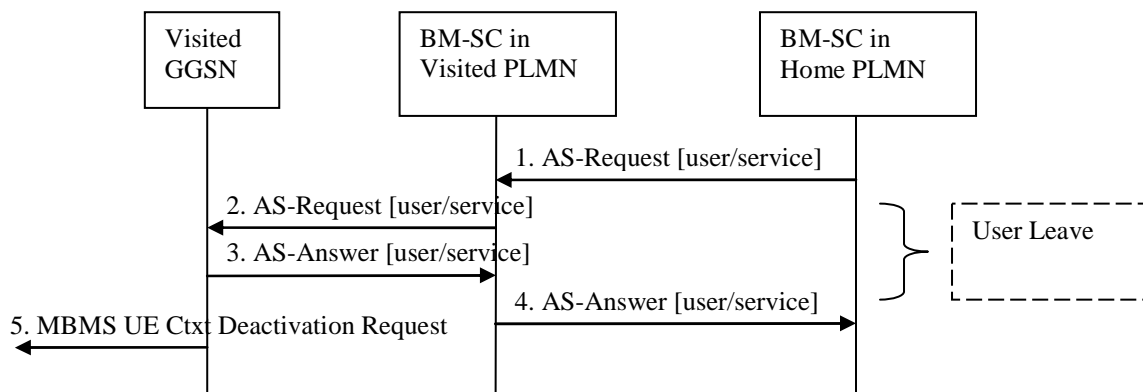 Visited
GGSN
BM-SC in
Visited PLMN
BM-SC in
Home PLMN
1. AS-Request [user/service]
2. AS-Request [user/service]
User Leave
3. AS-Answer [user/service]
4. AS-Answer [user/service]
5. MBMS UE Ctxt Deactivation Request